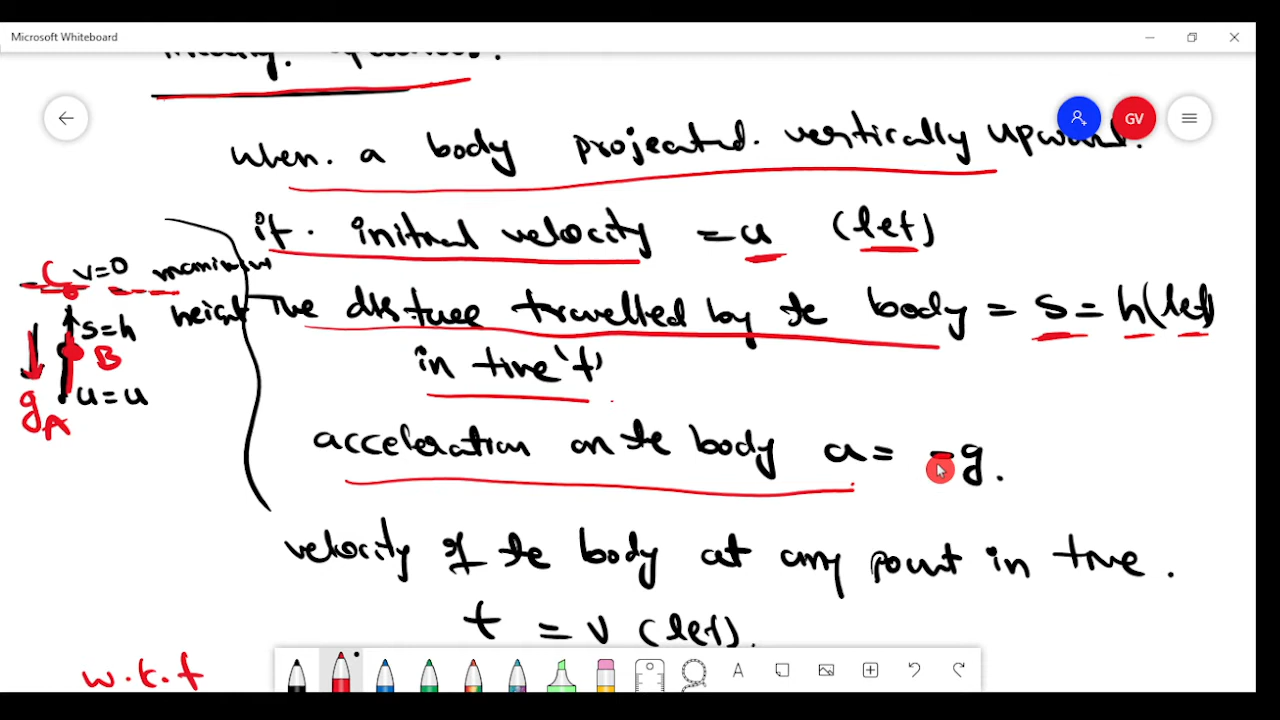 Microsoft Whiteboard
GV
when. a body projected. vertically upward.
if. initial velocity = u (let)
The distance travelled by the body = s = h(let)
in time 't'
acceleration on the body a = -g.
velocity of the body at any point in time.
t = v (let).
w.k.t
C v=0 maximum
height
s=h
B
u=u
g
A
A